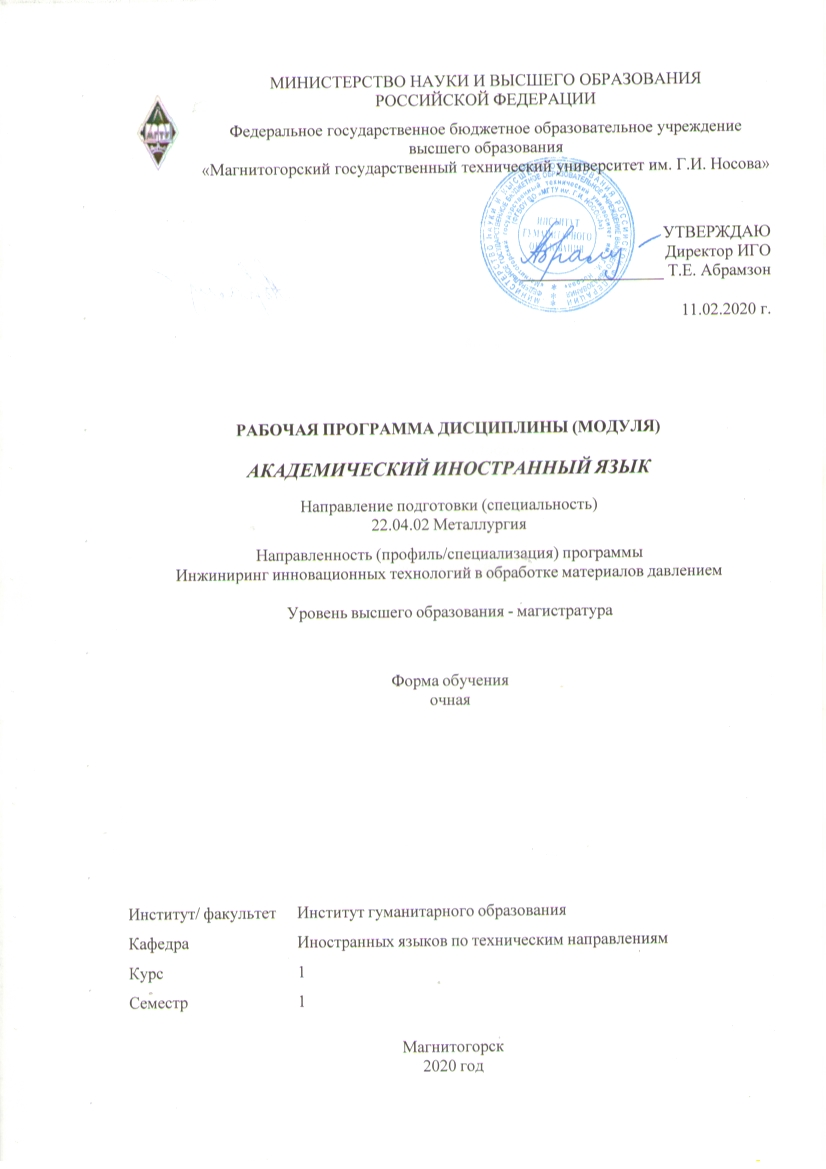 МИНИСТЕРСТВО НАУКИ И ВЫСШЕГО ОБРАЗОВАНИЯ
РОССИЙСКОЙ ФЕДЕРАЦИИ
Федеральное государственное бюджетное образовательное учреждение
высшего образования
«Магнитогорский государственный технический университет им. Г.И. Носова»
ИНСТИТУТ
ГУМАНИТАРНОГО
ОБРАЗОВАНИЯ
УТВЕРЖДАЮ
Директор ИГО
Т.Е. Абрамзон
11.02.2020 г.
РАБОЧАЯ ПРОГРАММА ДИСЦИПЛИНЫ (МОДУЛЯ)
АКАДЕМИЧЕСКИЙ ИНОСТРАННЫЙ ЯЗЫК
Направление подготовки (специальность)
22.04.02 Металлургия
Направленность (профиль/специализация) программы
Инжиниринг инновационных технологий в обработке материалов давлением
Уровень высшего образования - магистратура
Форма обучения
очная
Институт/ факультет Институт гуманитарного образования
Кафедра Иностранных языков по техническим направлениям
Курс 1
Семестр 1
Магнитогорск
2020 год